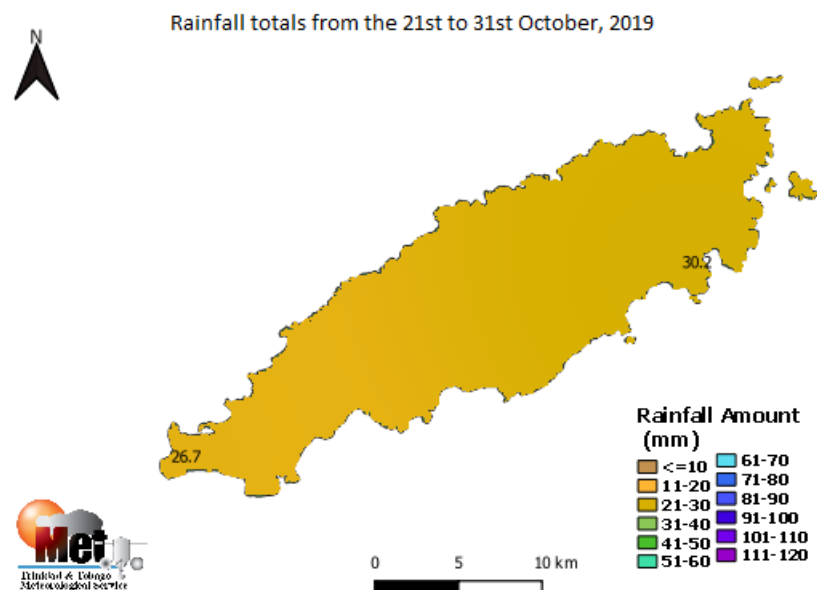 Rainfall totals from the 21st to 31st October, 2019
N
30.2
26.7
Rainfall Amount
(mm)
<=10
11-20
21-30
31-40
41-50
51-60
61-70
71-80
81-90
91-100
101-110
111-120
0 5 10 km
Met
Trinidad & Tobago
Meteorological Service